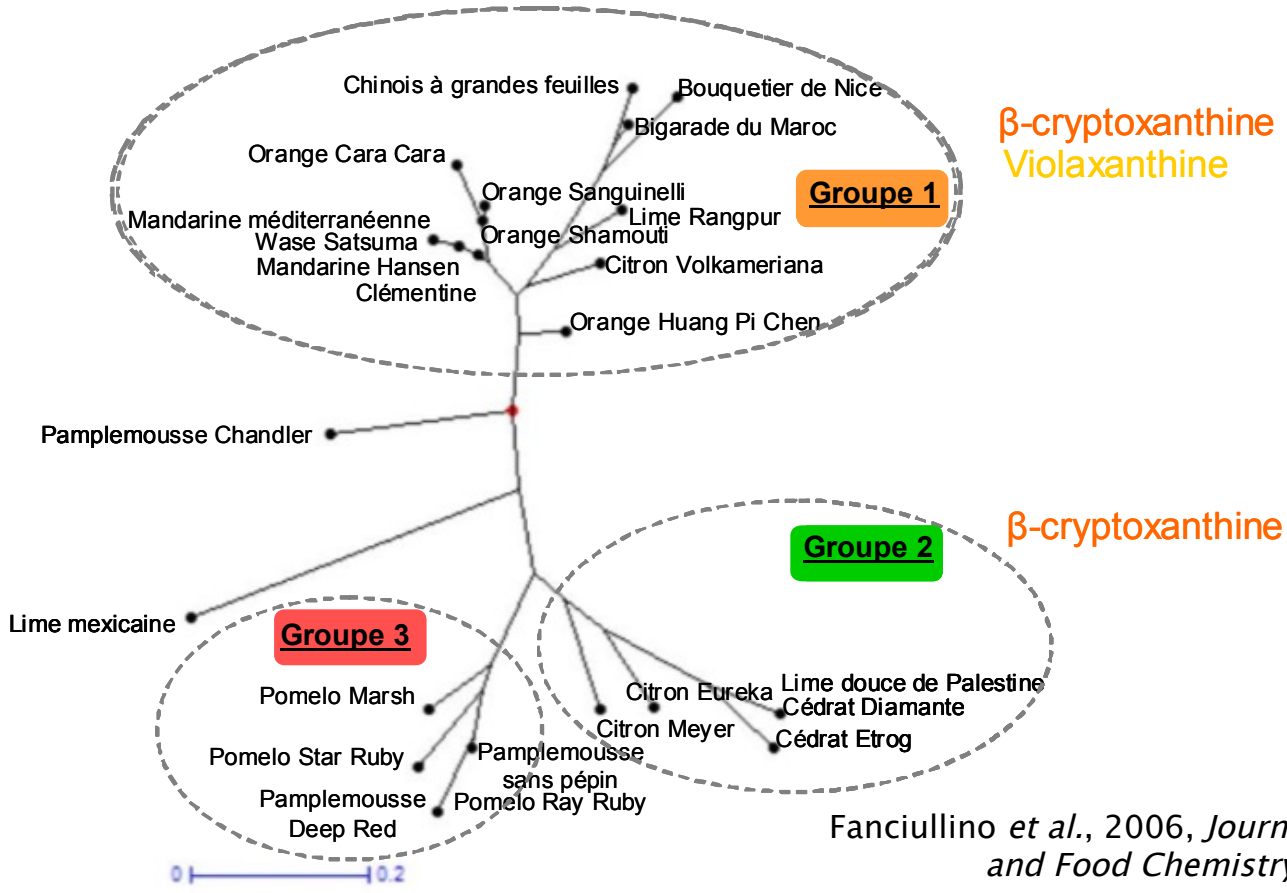 Chinois à grandes feuilles
Bouquetier de Nice
Bigarade du Maroc
β-cryptoxanthine
Violaxanthine
Orange Cara Cara
Groupe 1
Orange Sanguinelli
Lime Rangpur
Mandarine méditerranéenne
Orange Shamouti
Wase Satsuma
Mandarine Hansen
Citron Volkameriana
Clémentine
Orange Huang Pi Chen
Pamplemousse Chandler
β-cryptoxanthine
Groupe 2
Lime mexicaine
Groupe 3
Pomelo Marsh
Citron Eureka
Lime douce de Palestine
Cédrat Diamante
Citron Meyer
Cédrat Etrog
Pomelo Star Ruby
Pamplemousse
sans pépin
Pomelo Ray Ruby
Pamplemousse
Deep Red
Fanciullino et al., 2006, Journ
and Food Chemistry
0 0.2